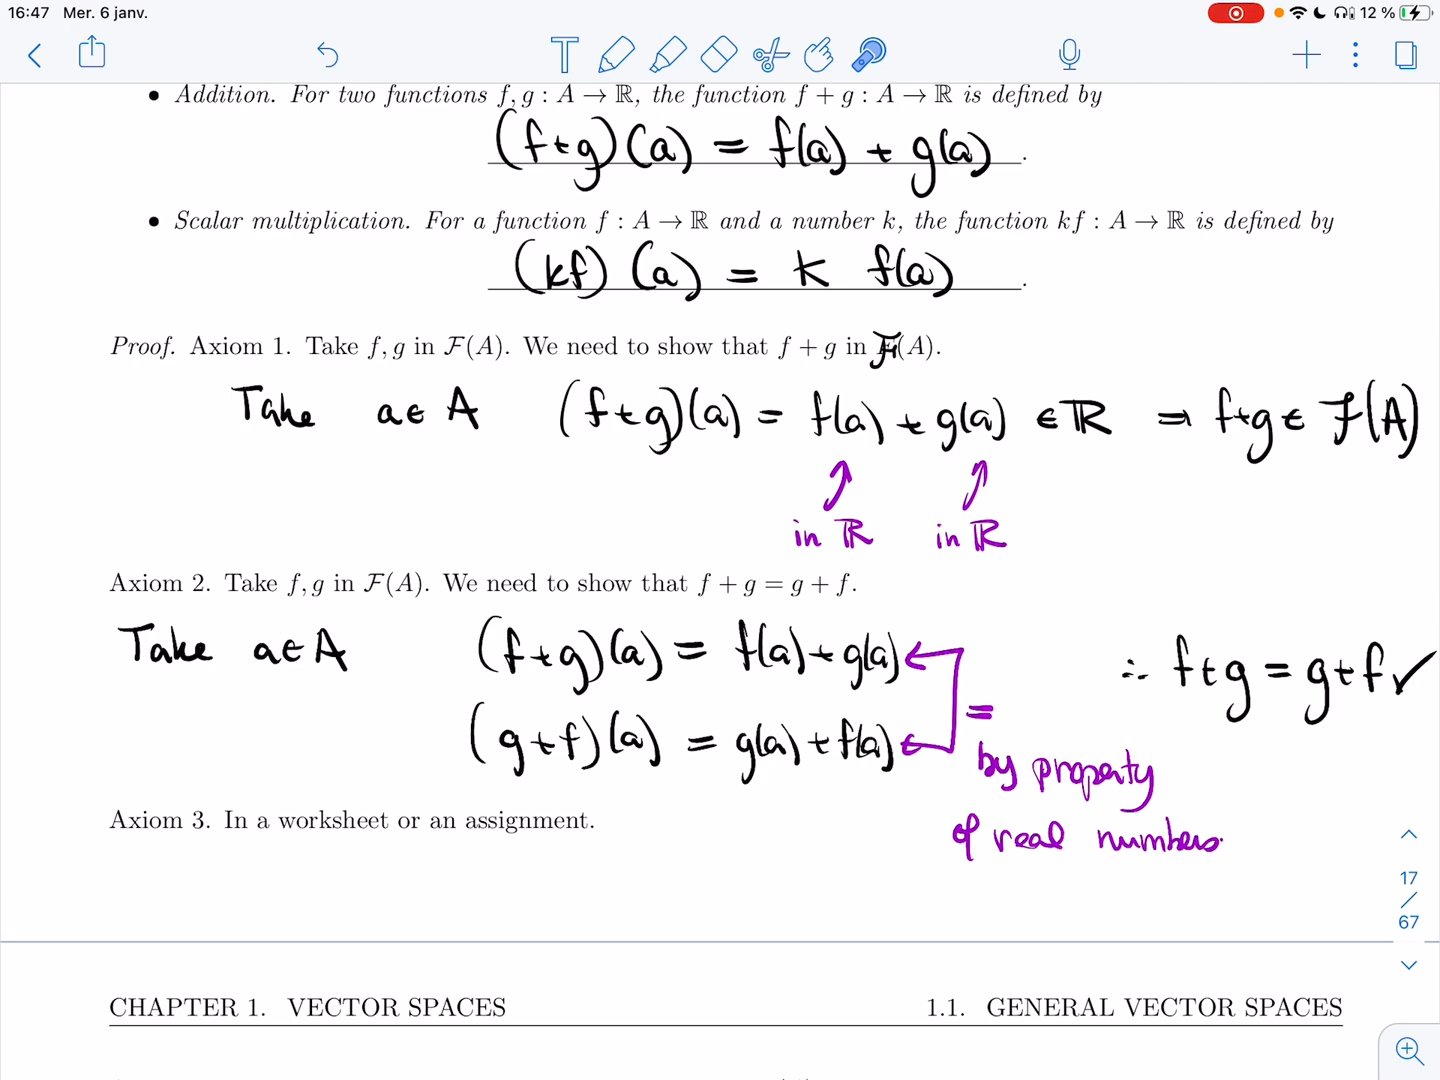 16:47 Mer. 6 janv. 12 %
T
• Addition. For two functions f, g : A → ℝ, the function f + g : A → ℝ is defined by
(f+g)(a) = f(a) + g(a).
• Scalar multiplication. For a function f : A → ℝ and a number k, the function kf : A → ℝ is defined by
(kf)(a) = k f(a).
Proof. Axiom 1. Take f, g in ℱ(A). We need to show that f + g in ℱ(A).
Take a ∈ A (f+g)(a) = f(a) + g(a) ∈ ℝ ⇒ f+g ∈ ℱ(A)
in ℝ in ℝ
Axiom 2. Take f, g in ℱ(A). We need to show that f + g = g + f.
Take a ∈ A (f+g)(a) = f(a) + g(a) ∴ f+g = g+f ✓
=
(g+f)(a) = g(a) + f(a)
by property
of real numbers.
Axiom 3. In a worksheet or an assignment.
17
/
67
CHAPTER 1. VECTOR SPACES 1.1. GENERAL VECTOR SPACES